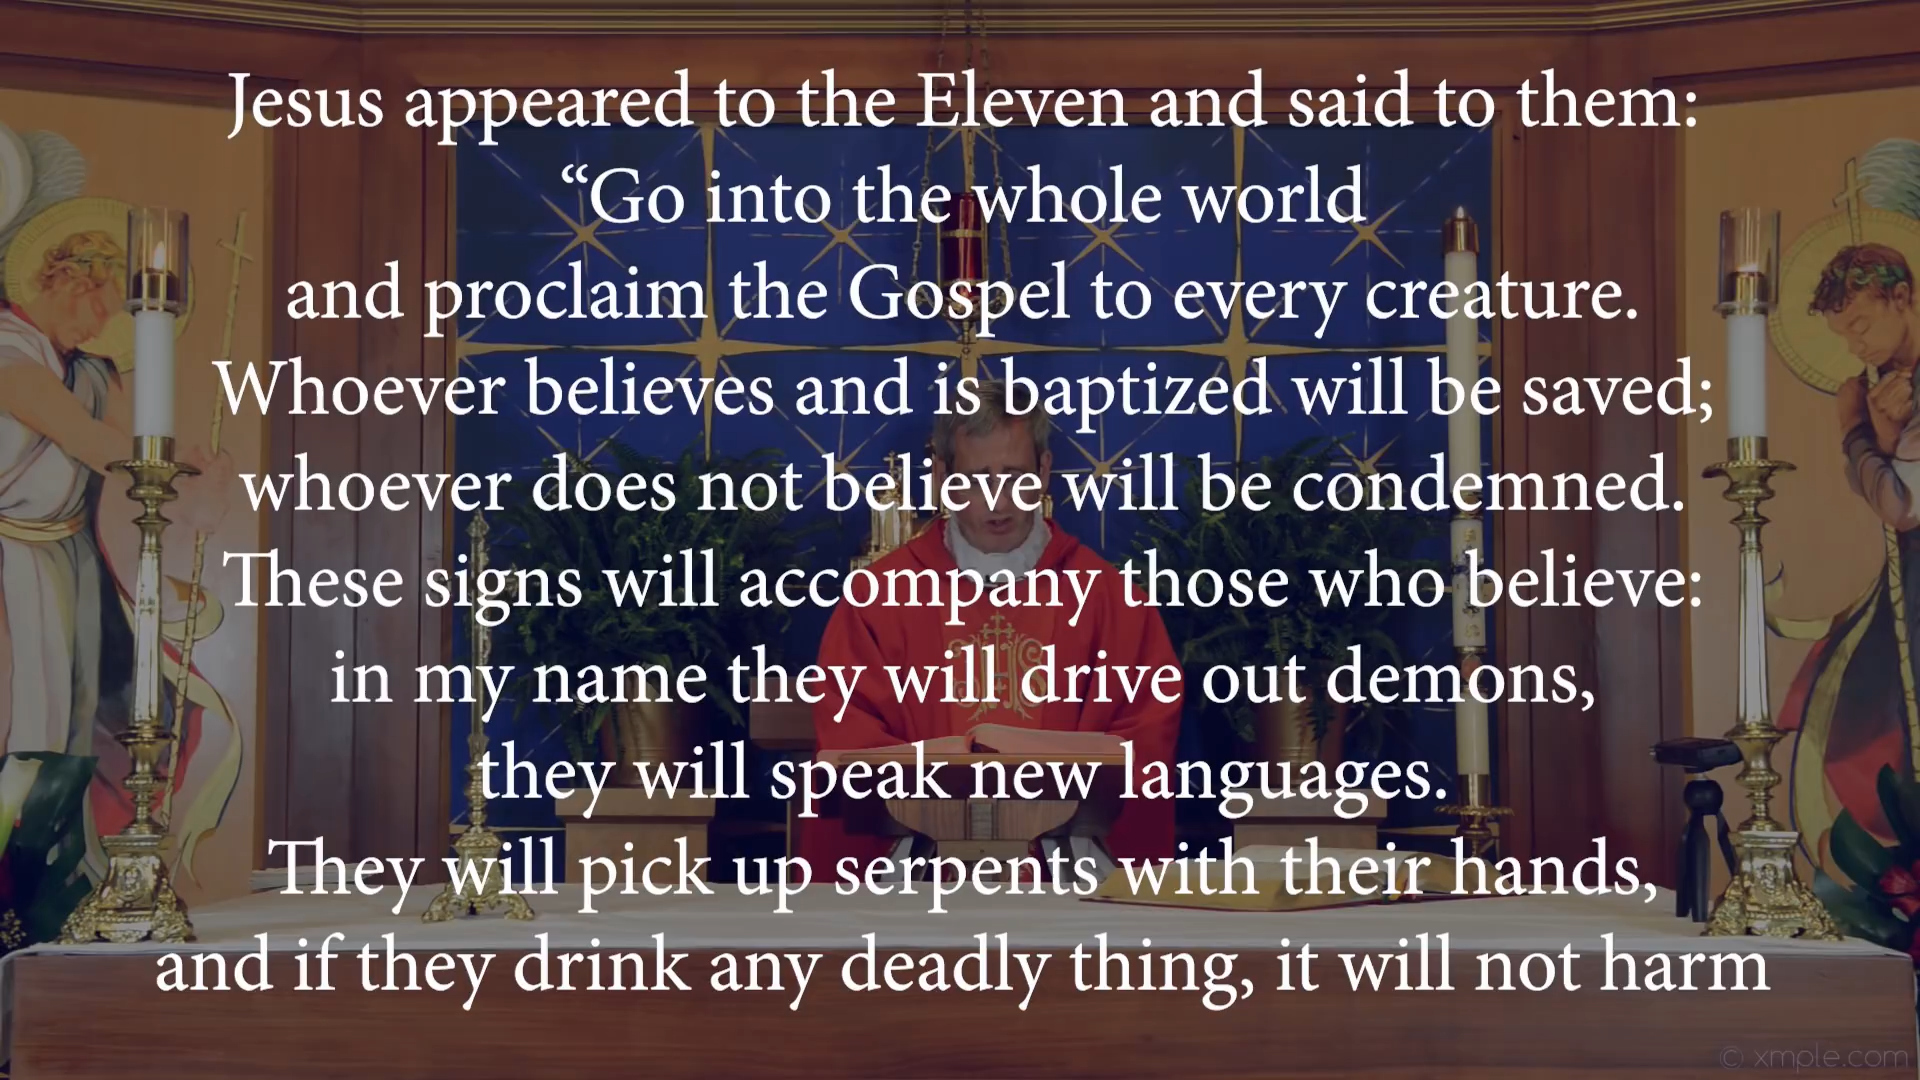 Jesus appeared to the Eleven and said to them:
“Go into the whole world
and proclaim the Gospel to every creature.
Whoever believes and is baptized will be saved;
whoever does not believe will be condemned.
These signs will accompany those who believe:
in my name they will drive out demons,
they will speak new languages.
They will pick up serpents with their hands,
and if they drink any deadly thing, it will not harm
IHS
© xmple.com